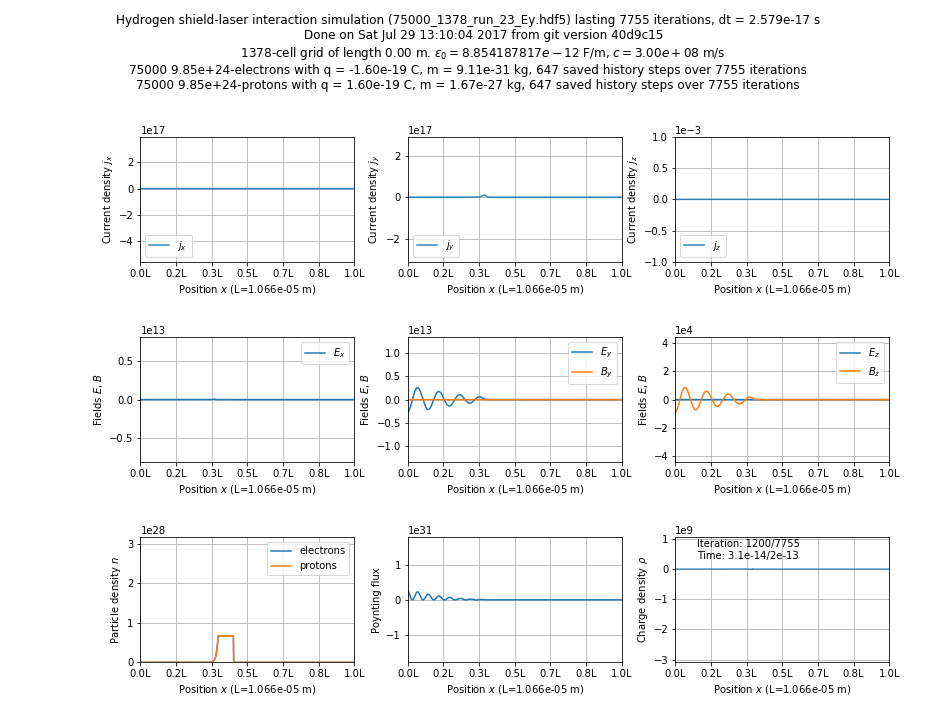 Hydrogen shield-laser interaction simulation (75000_1378_run_23_Ey.hdf5) lasting 7755 iterations, dt = 2.579e-17 s
Done on Sat Jul 29 13:10:04 2017 from git version 40d9c15
1378-cell grid of length 0.00 m. ε₀ = 8.854187817e − 12 F/m, c = 3.00e + 08 m/s
75000 9.85e+24-electrons with q = -1.60e-19 C, m = 9.11e-31 kg, 647 saved history steps over 7755 iterations
75000 9.85e+24-protons with q = 1.60e-19 C, m = 1.67e-27 kg, 647 saved history steps over 7755 iterations
1e17
Current density jₓ
2
0
−2
−4
jₓ
0.0L 0.2L 0.3L 0.5L 0.7L 0.8L 1.0L
Position x (L=1.066e-05 m)
1e17
Current density j_y
2
0
−2
j_y
0.0L 0.2L 0.3L 0.5L 0.7L 0.8L 1.0L
Position x (L=1.066e-05 m)
1e−3
Current density j_z
1.0
0.5
0.0
−0.5
−1.0
j_z
0.0L 0.2L 0.3L 0.5L 0.7L 0.8L 1.0L
Position x (L=1.066e-05 m)
1e13
Fields E, B
0.5
0.0
−0.5
Eₓ
0.0L 0.2L 0.3L 0.5L 0.7L 0.8L 1.0L
Position x (L=1.066e-05 m)
1e13
Fields E, B
1.0
0.5
0.0
−0.5
−1.0
E_y
B_y
0.0L 0.2L 0.3L 0.5L 0.7L 0.8L 1.0L
Position x (L=1.066e-05 m)
1e4
Fields E, B
4
2
0
−2
−4
E_z
B_z
0.0L 0.2L 0.3L 0.5L 0.7L 0.8L 1.0L
Position x (L=1.066e-05 m)
1e28
Particle density n
3
2
1
0
electrons
protons
0.0L 0.2L 0.3L 0.5L 0.7L 0.8L 1.0L
Position x (L=1.066e-05 m)
1e31
Poynting flux
1
0
−1
0.0L 0.2L 0.3L 0.5L 0.7L 0.8L 1.0L
Position x (L=1.066e-05 m)
1e9
Charge density ρ
1
0
−1
−2
−3
Iteration: 1200/7755
Time: 3.1e-14/2e-13
0.0L 0.2L 0.3L 0.5L 0.7L 0.8L 1.0L
Position x (L=1.066e-05 m)